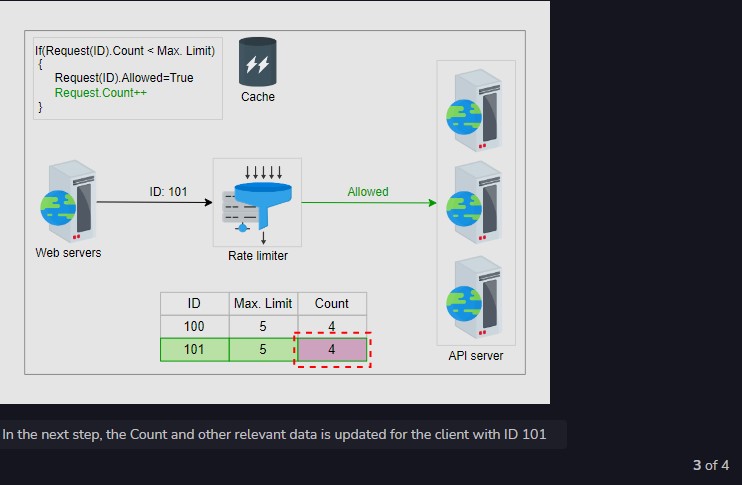 If(Request(ID).Count < Max. Limit)
{
Request(ID).Allowed=True
Request.Count++
}
Cache
ID: 101
Allowed
Web servers
Rate limiter
ID Max. Limit Count
100 5 4
101 5 4
API server
In the next step, the Count and other relevant data is updated for the client with ID 101
3 of 4